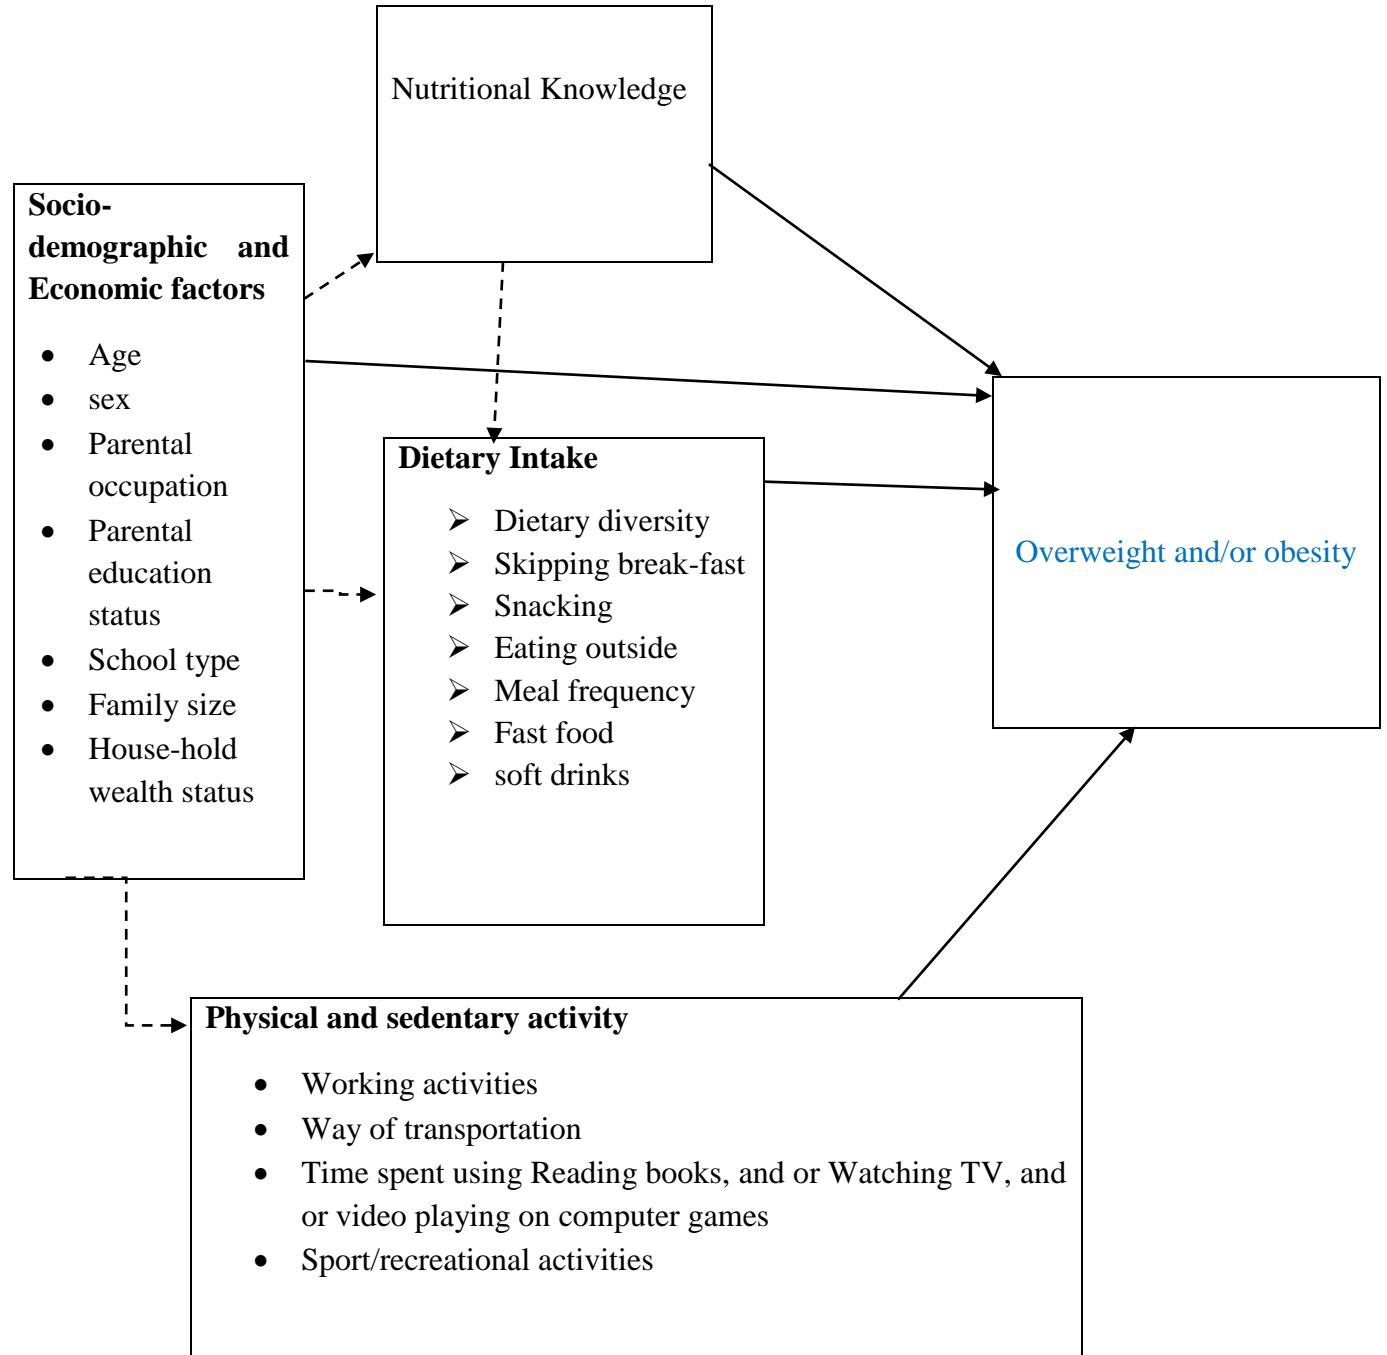 Nutritional Knowledge
Socio-
demographic and
Economic factors
• Age
• sex
• Parental
occupation
• Parental
education
status
• School type
• Family size
• House-hold
wealth status
Dietary Intake
➢ Dietary diversity
➢ Skipping break-fast
➢ Snacking
➢ Eating outside
➢ Meal frequency
➢ Fast food
➢ soft drinks
Overweight and/or obesity
Physical and sedentary activity
• Working activities
• Way of transportation
• Time spent using Reading books, and or Watching TV, and
or video playing on computer games
• Sport/recreational activities